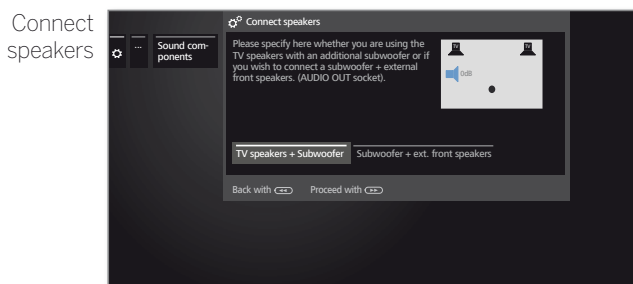 Connect
speakers
Connect speakers
...
Sound com-
ponents
Please specify here whether you are using the
TV speakers with an additional subwoofer or if
you wish to connect a subwoofer + external
front speakers. (AUDIO OUT socket).
TV
TV
0dB
TV speakers + Subwoofer
Subwoofer + ext. front speakers
Back with
Proceed with